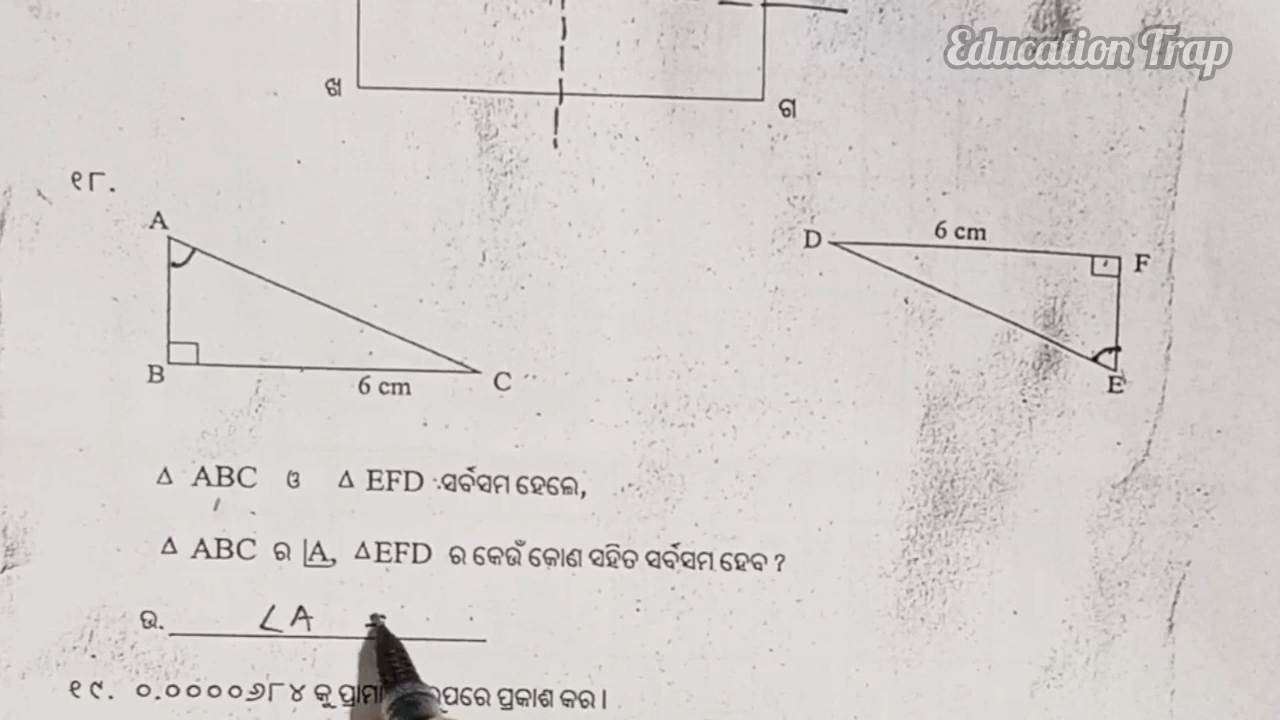 Education Trap
ଖ
ଗ
୧୮.
A
B
6 cm
C
D
6 cm
F
E
Δ ABC ଓ Δ EFD ସର୍ବସମ ହେଲେ,
Δ ABC ର ∠A, ΔEFD ର କେଉଁ କୋଣ ସହିତ ସର୍ବସମ ହେବ ?
ଉ. ∠A
୧୯. ୦.୦୦୦୦୬୮୪ କୁ ରୂପରେ ପ୍ରକାଶ କର ।